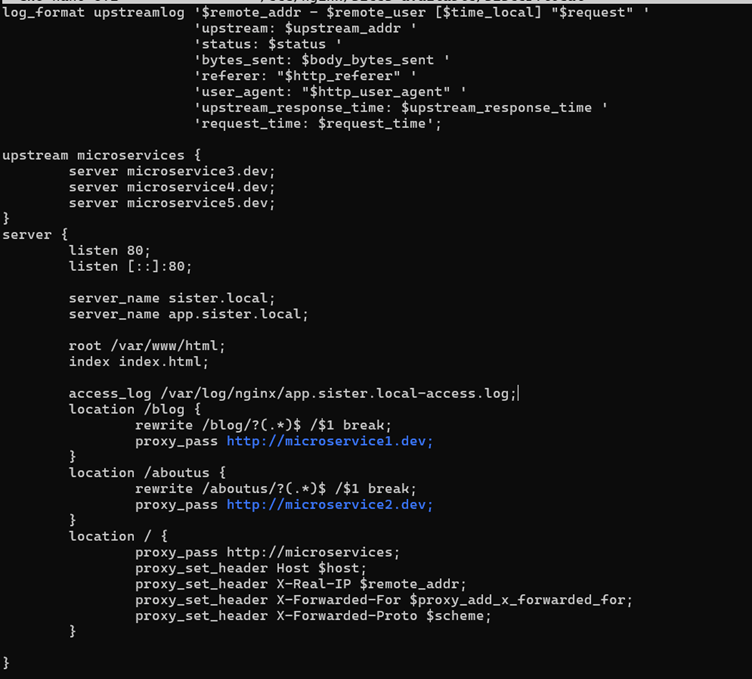 log_format upstreamlog '$remote_addr - $remote_user [$time_local] "$request" '
                       'upstream: $upstream_addr '
                       'status: $status '
                       'bytes_sent: $body_bytes_sent '
                       'referer: "$http_referer" '
                       'user_agent: "$http_user_agent" '
                       'upstream_response_time: $upstream_response_time '
                       'request_time: $request_time';
upstream microservices {
        server microservice3.dev;
        server microservice4.dev;
        server microservice5.dev;
}
server {
        listen 80;
        listen [::]:80;
        server_name sister.local;
        server_name app.sister.local;
        root /var/www/html;
        index index.html;
        access_log /var/log/nginx/app.sister.local-access.log;
        location /blog {
                rewrite /blog/?(.*)$ /$1 break;
                proxy_pass http://microservice1.dev;
        }
        location /aboutus {
                rewrite /aboutus/?(.*)$ /$1 break;
                proxy_pass http://microservice2.dev;
        }
        location / {
                proxy_pass http://microservices;
                proxy_set_header Host $host;
                proxy_set_header X-Real-IP $remote_addr;
                proxy_set_header X-Forwarded-For $proxy_add_x_forwarded_for;
                proxy_set_header X-Forwarded-Proto $scheme;
        }
}